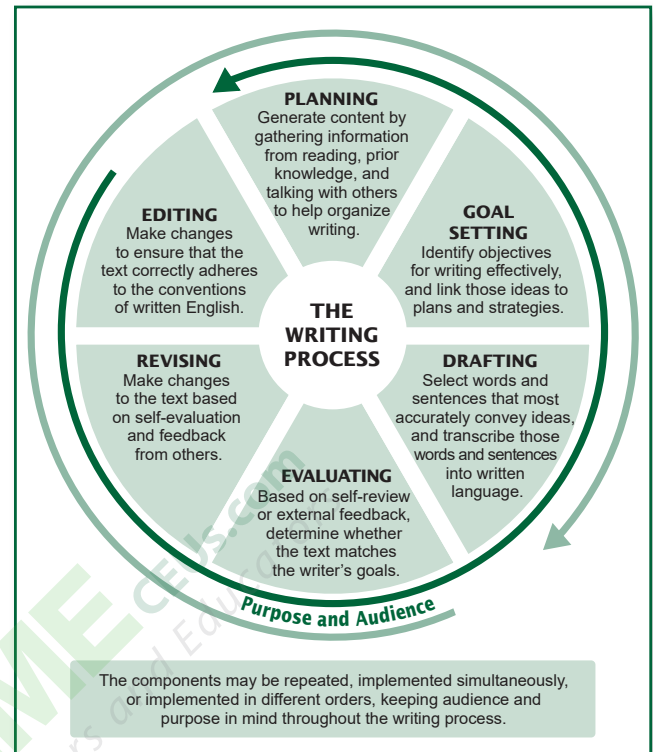 PLANNING
Generate content by
gathering information
from reading, prior
knowledge, and
talking with others
to help organize
writing.
GOAL
SETTING
Identify objectives
for writing effectively,
and link those ideas to
plans and strategies.
DRAFTING
Select words and
sentences that most
accurately convey ideas,
and transcribe those
words and sentences
into written
language.
EVALUATING
Based on self-review
or external feedback,
determine whether
the text matches
the writer's goals.
REVISING
Make changes
to the text based
on self-evaluation
and feedback
from others.
EDITING
Make changes
to ensure that the
text correctly adheres
to the conventions
of written English.
THE
WRITING
PROCESS
Purpose and Audience
The components may be repeated, implemented simultaneously,
or implemented in different orders, keeping audience and
purpose in mind throughout the writing process.
ME
CEUs.com
and Educators